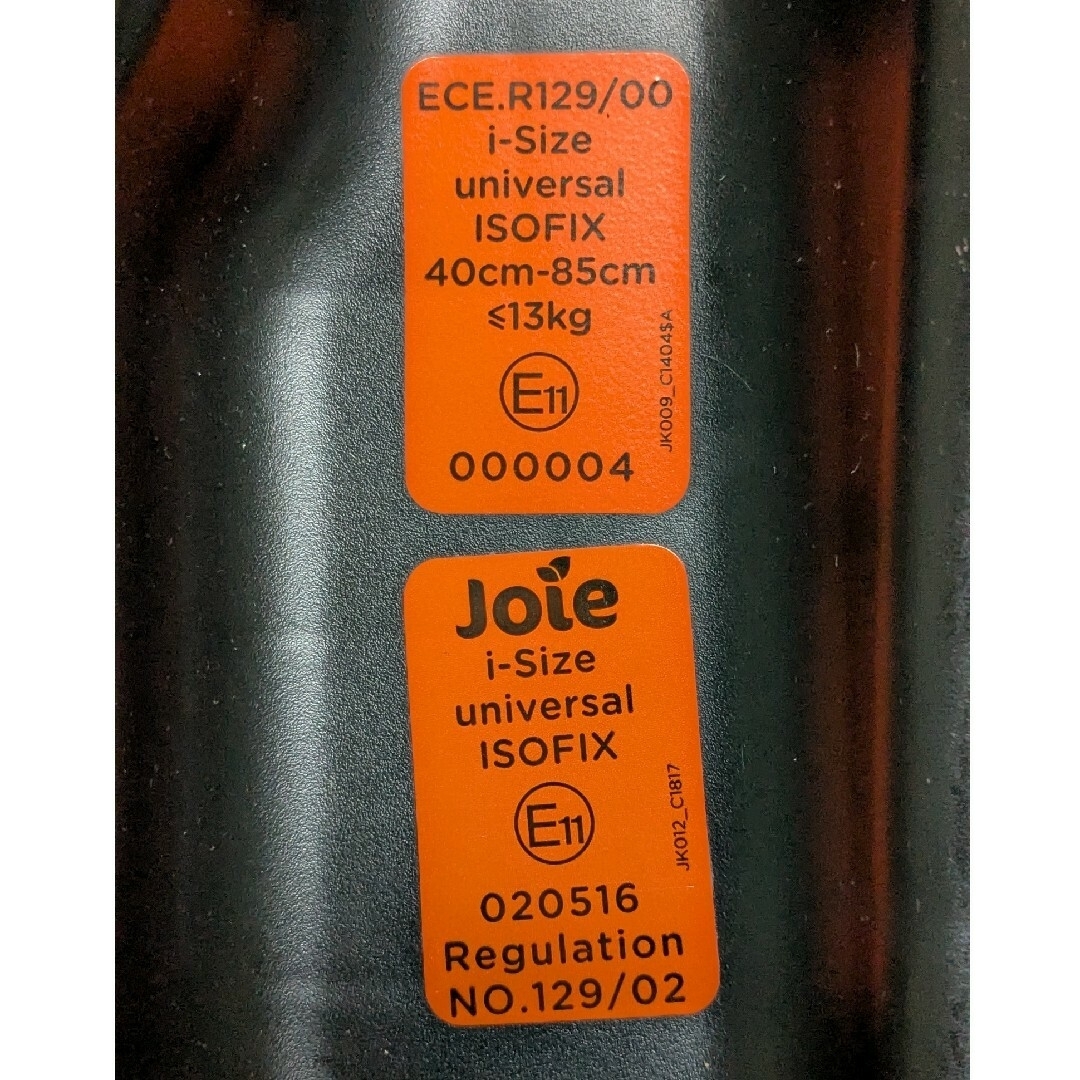 ECE.R129/00
i-Size
universal
ISOFIX
40cm-85cm
≤13kg
E11
000004
JK009_C1404$A
Joie
i-Size
universal
ISOFIX
E11
020516
Regulation
NO.129/02
JK012_C1817